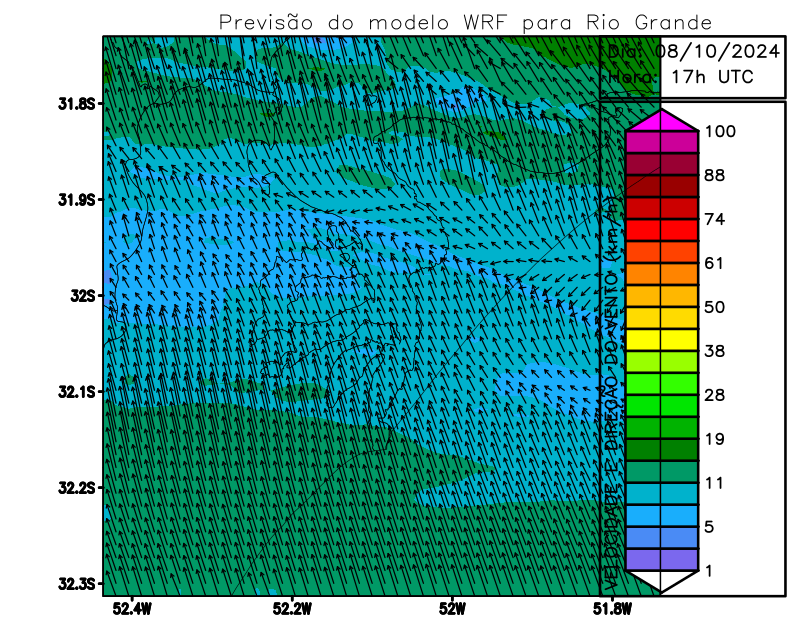 Previsão do modelo WRF para Rio Grande
Dia: 08/10/2024
Hora: 17h UTC
31.8S
31.9S
32S
32.1S
32.2S
32.3S
52.4W
52.2W
52W
51.8W
VELOCIDADE E DIREÇÃO DO VENTO (km/h)
100
88
74
61
50
38
28
19
11
5
1